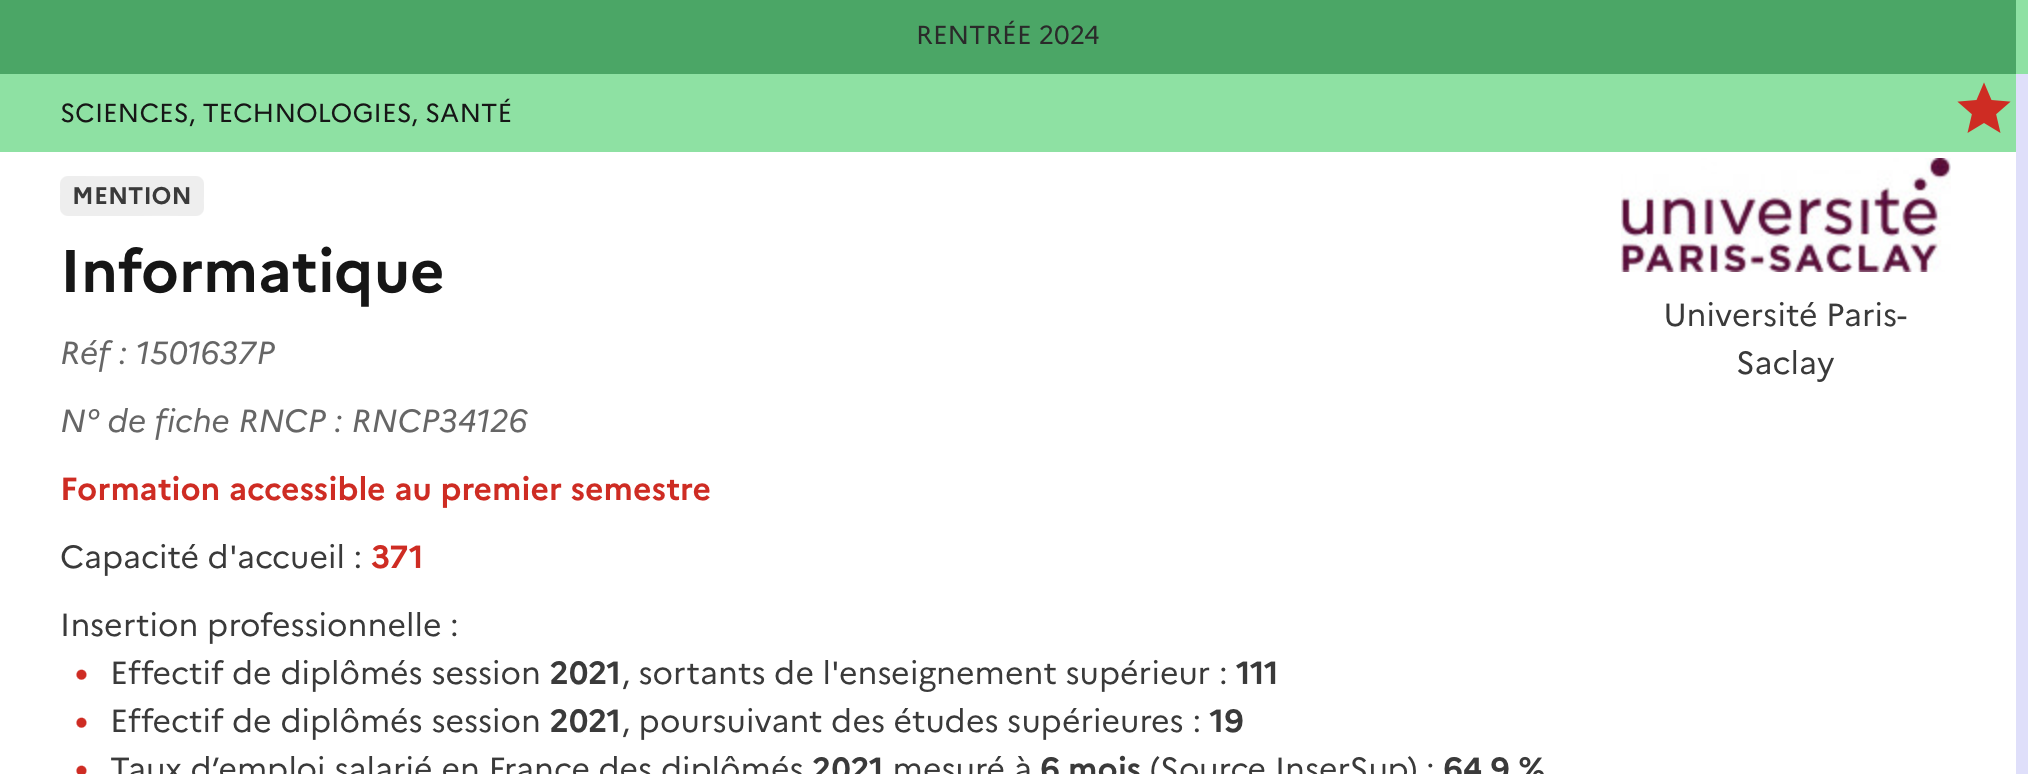 RENTRÉE 2024
SCIENCES, TECHNOLOGIES, SANTÉ
MENTION
Informatique
Réf : 1501637P
N° de fiche RNCP : RNCP34126
Formation accessible au premier semestre
Capacité d'accueil : 371
Insertion professionnelle :
Effectif de diplômés session 2021, sortants de l'enseignement supérieur : 111
Effectif de diplômés session 2021, poursuivant des études supérieures : 19
Taux d’emploi salarié en France des diplômés 2021 mesuré à 6 mois (Source InserSup) : 64,9 %
université
PARIS-SACLAY
Université Paris-
Saclay